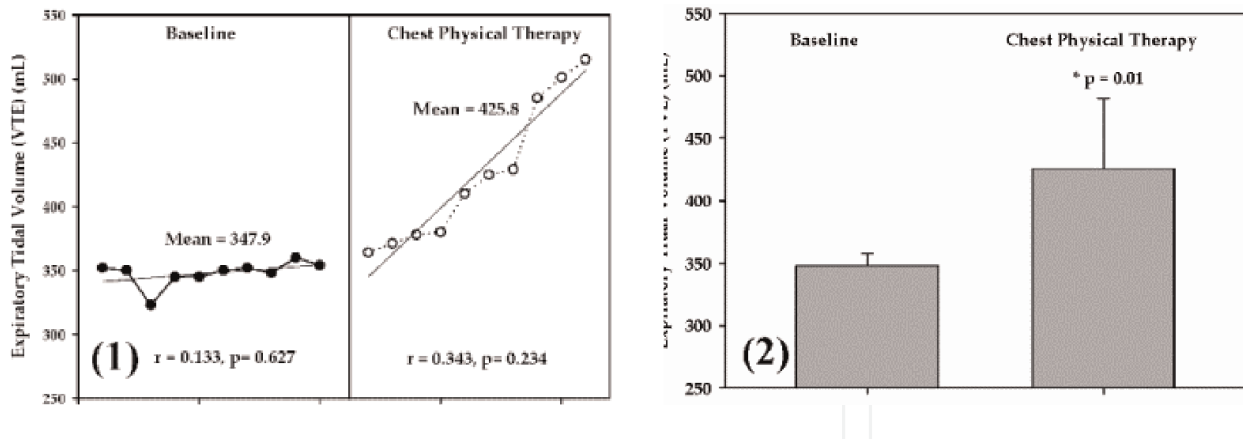 550
500
450
400
350
300
250
Expiratory Tidal Volume (VTE) (mL)
Baseline
Mean = 347.9
r = 0.133, p= 0.627
(1)
Chest Physical Therapy
Mean = 425.8
r = 0.343, p= 0.234
550
500
450
400
350
300
250
Tidal Volume
Baseline
Chest Physical Therapy
* p = 0.01
(2)